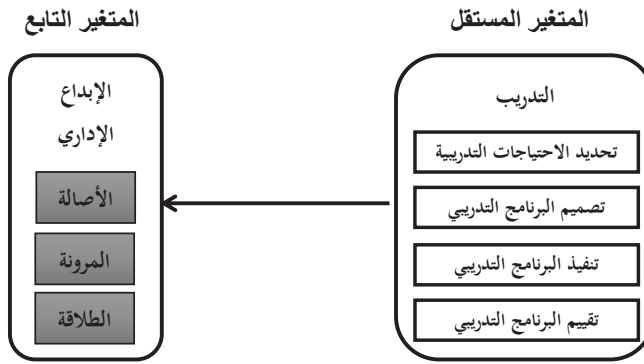 المتغير المستقل
التدريب
تحديد الاحتياجات التدريبية
تصميم البرنامج التدريبي
تنفيذ البرنامج التدريبي
تقييم البرنامج التدريبي
المتغير التابع
الإبداع
الإداري
الأصالة
المرونة
الطلاقة